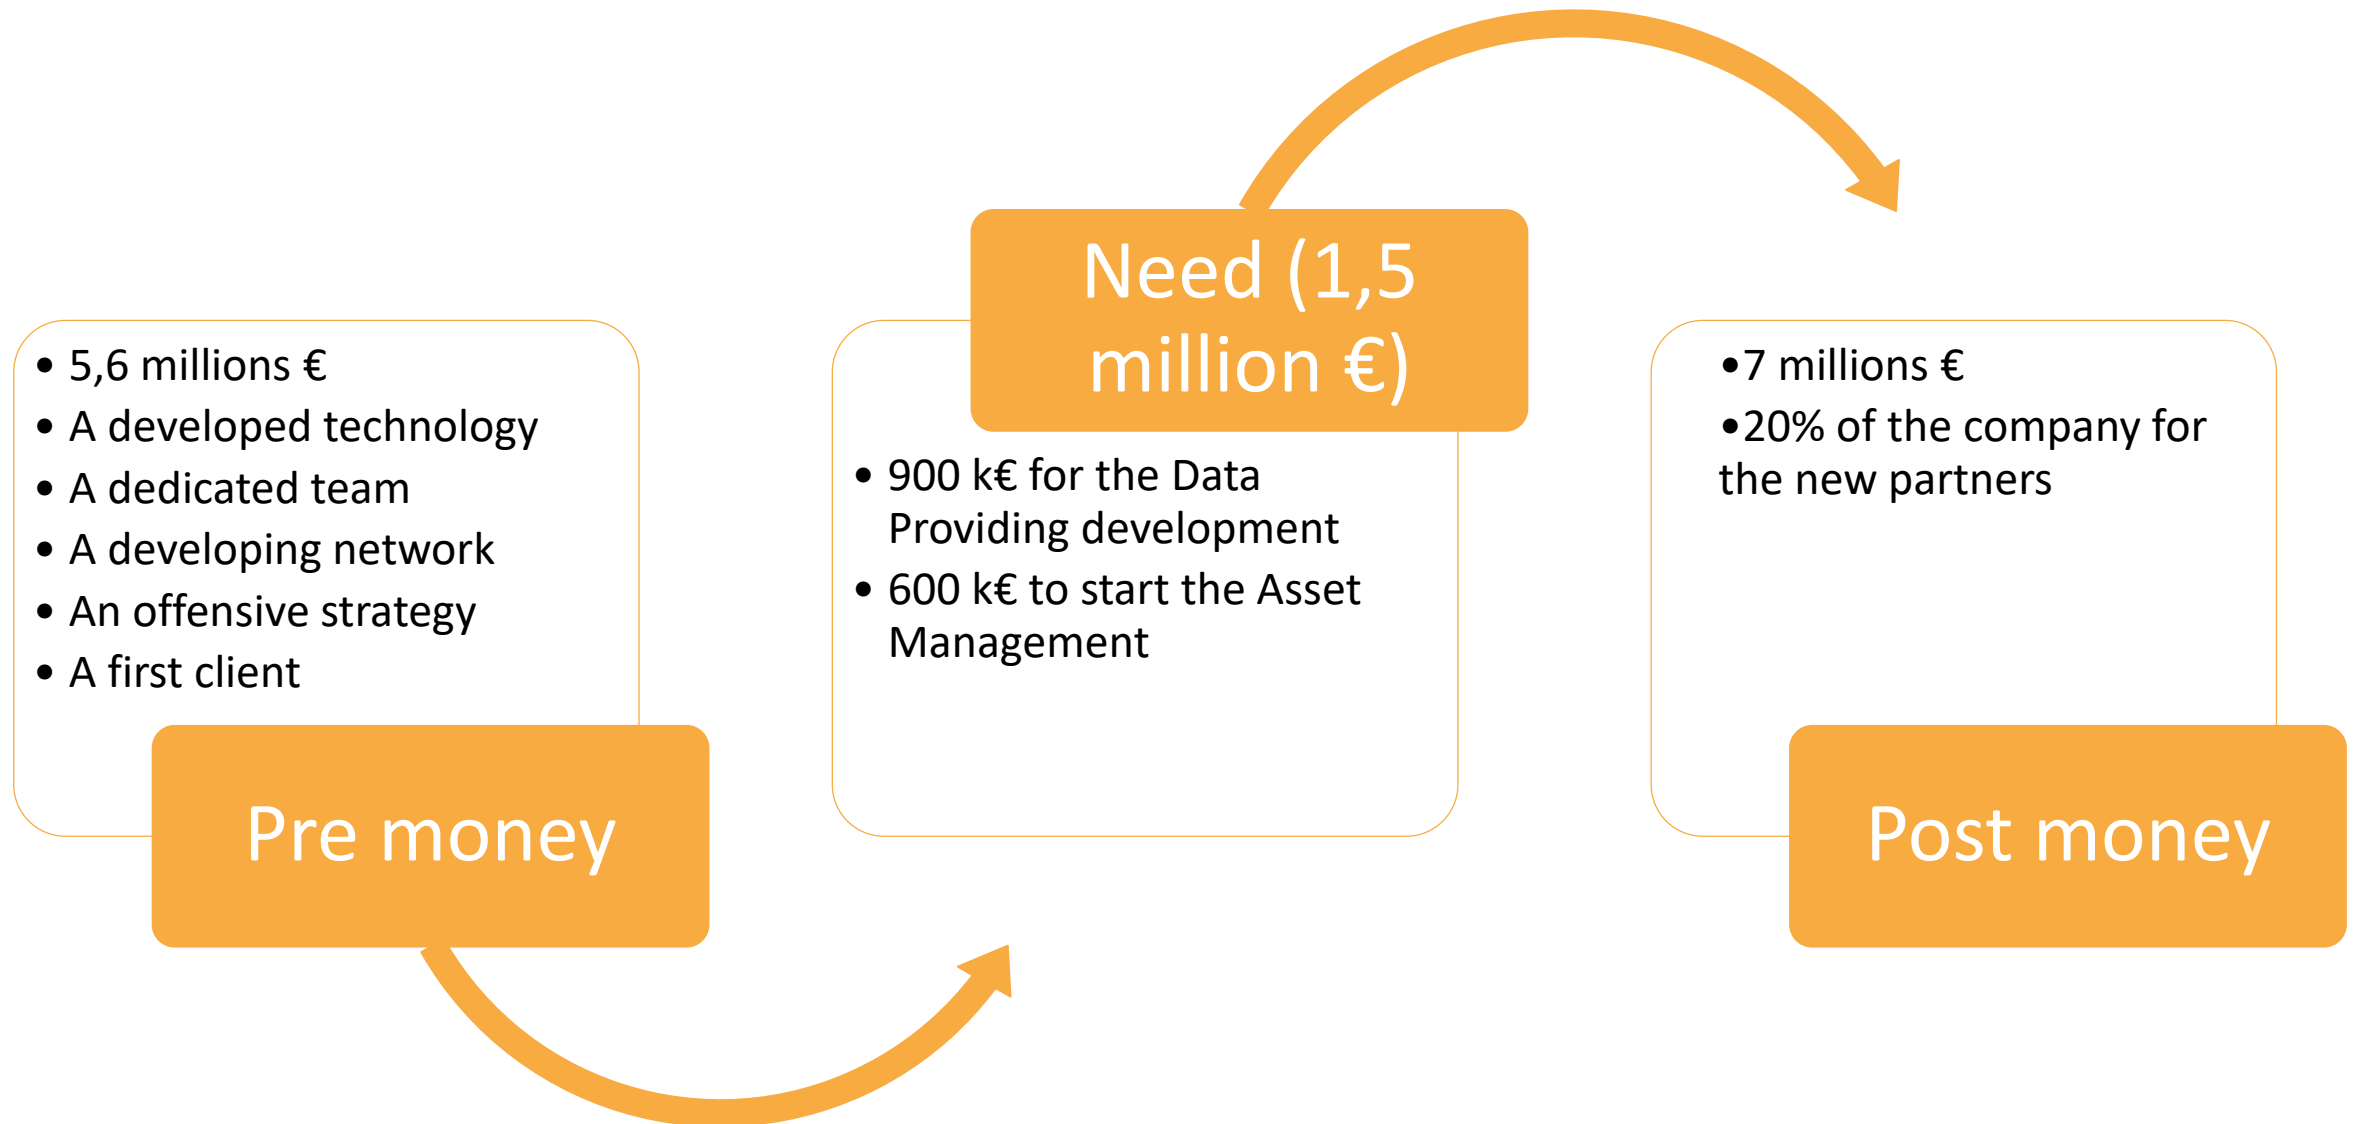 • 5,6 millions €
• A developed technology
• A dedicated team
• A developing network
• An offensive strategy
• A first client
Pre money
Need (1,5
million €)
• 900 k€ for the Data
Providing development
• 600 k€ to start the Asset
Management
•7 millions €
•20% of the company for
the new partners
Post money